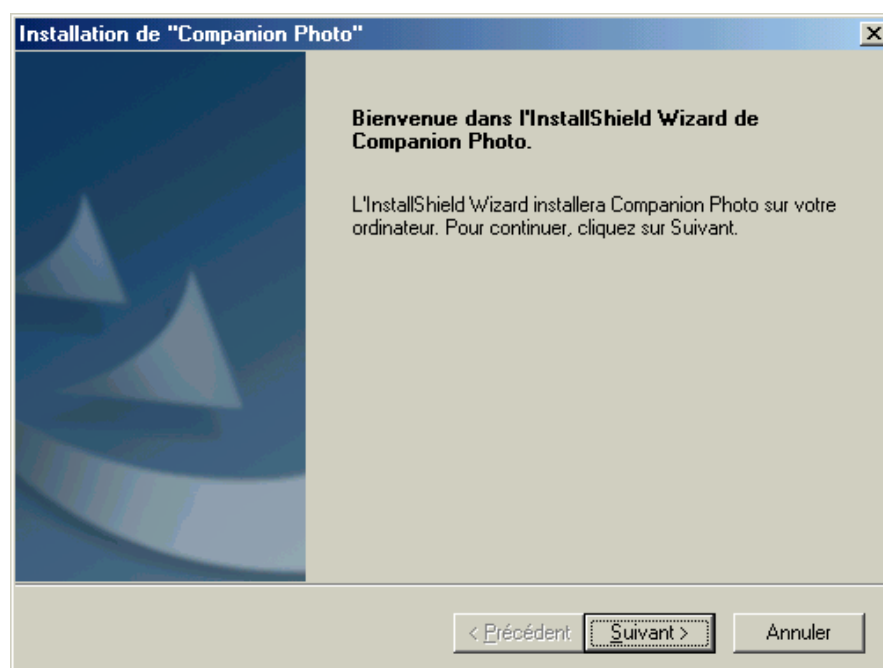 Installation de "Companion Photo"
Bienvenue dans l'InstallShield Wizard de
Companion Photo.
L'InstallShield Wizard installera Companion Photo sur votre
ordinateur. Pour continuer, cliquez sur Suivant.
< Précédent
Suivant >
Annuler